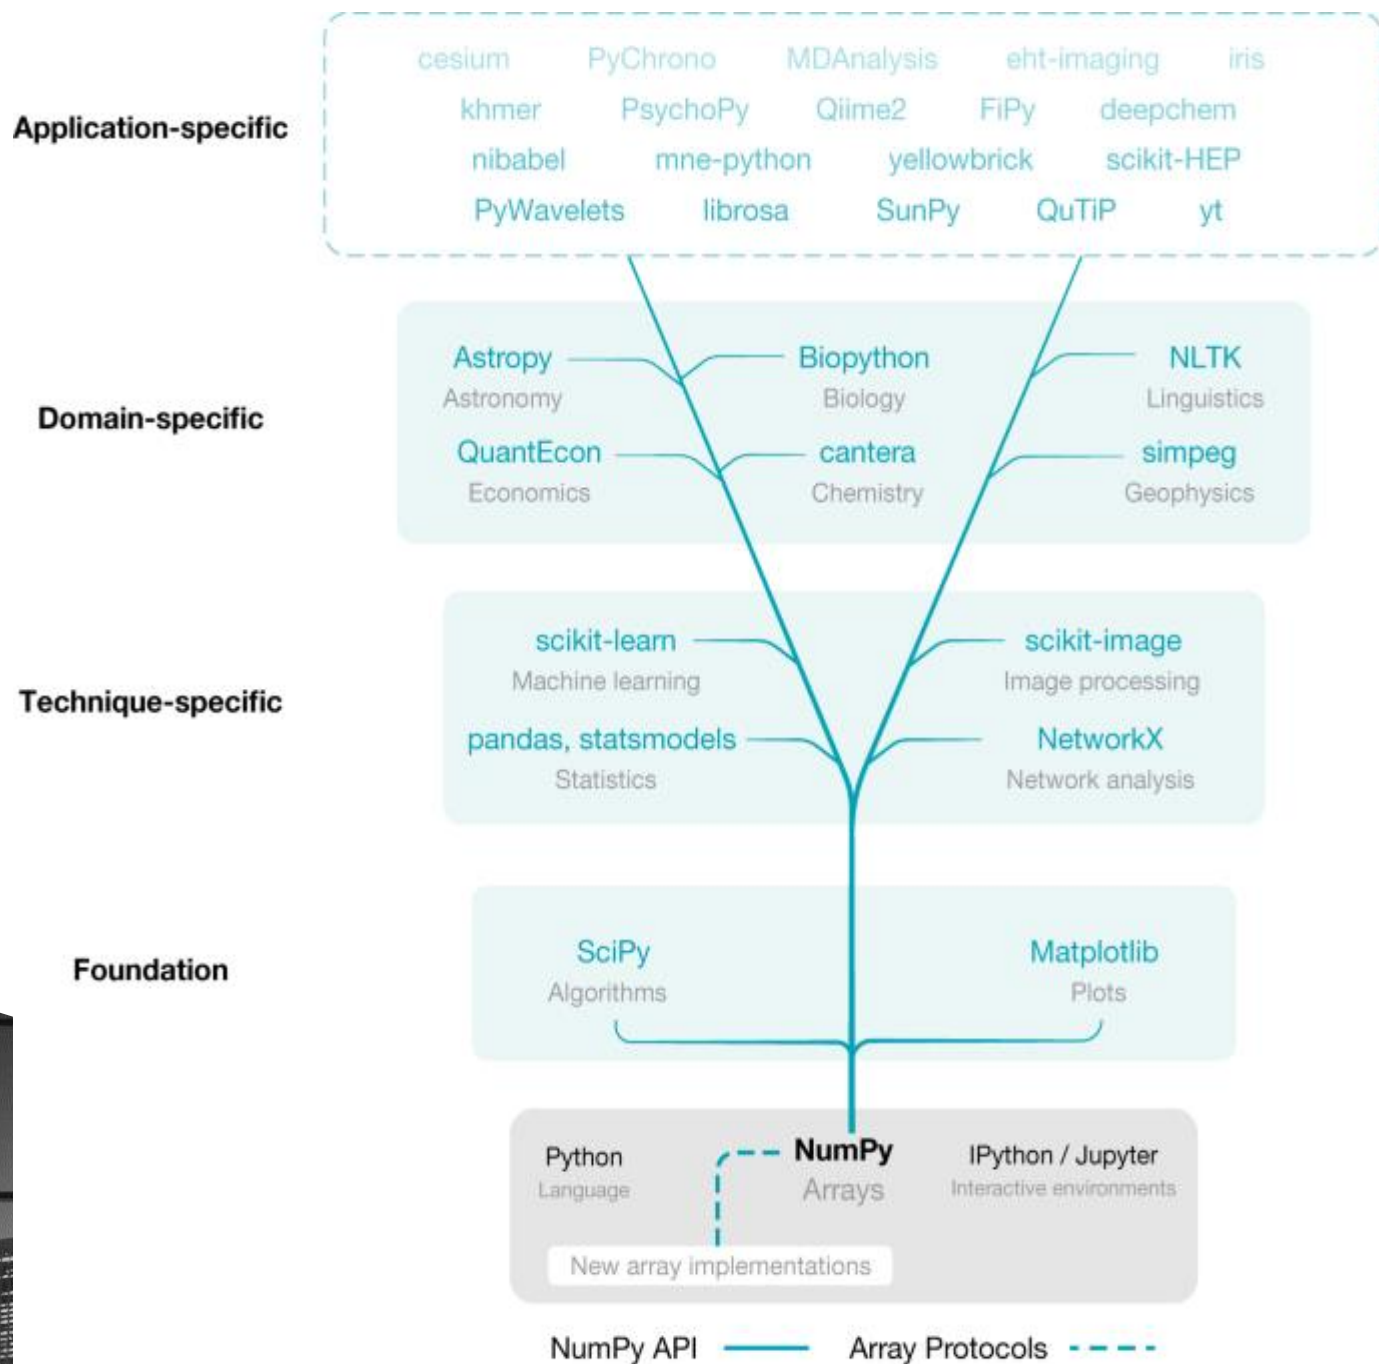 cesium PyChrono MDAnalysis eht-imaging iris
Application-specific
khmer PsychoPy Qiime2 FiPy deepchem
nibabel mne-python yellowbrick scikit-HEP
PyWavelets librosa SunPy QuTiP yt
Domain-specific
Astropy Biopython NLTK
Astronomy Biology Linguistics
QuantEcon cantera simpeg
Economics Chemistry Geophysics
Technique-specific
scikit-learn scikit-image
Machine learning Image processing
pandas, statsmodels NetworkX
Statistics Network analysis
Foundation
SciPy Matplotlib
Algorithms Plots
Python NumPy IPython / Jupyter
Language Arrays Interactive environments
New array implementations
NumPy API Array Protocols